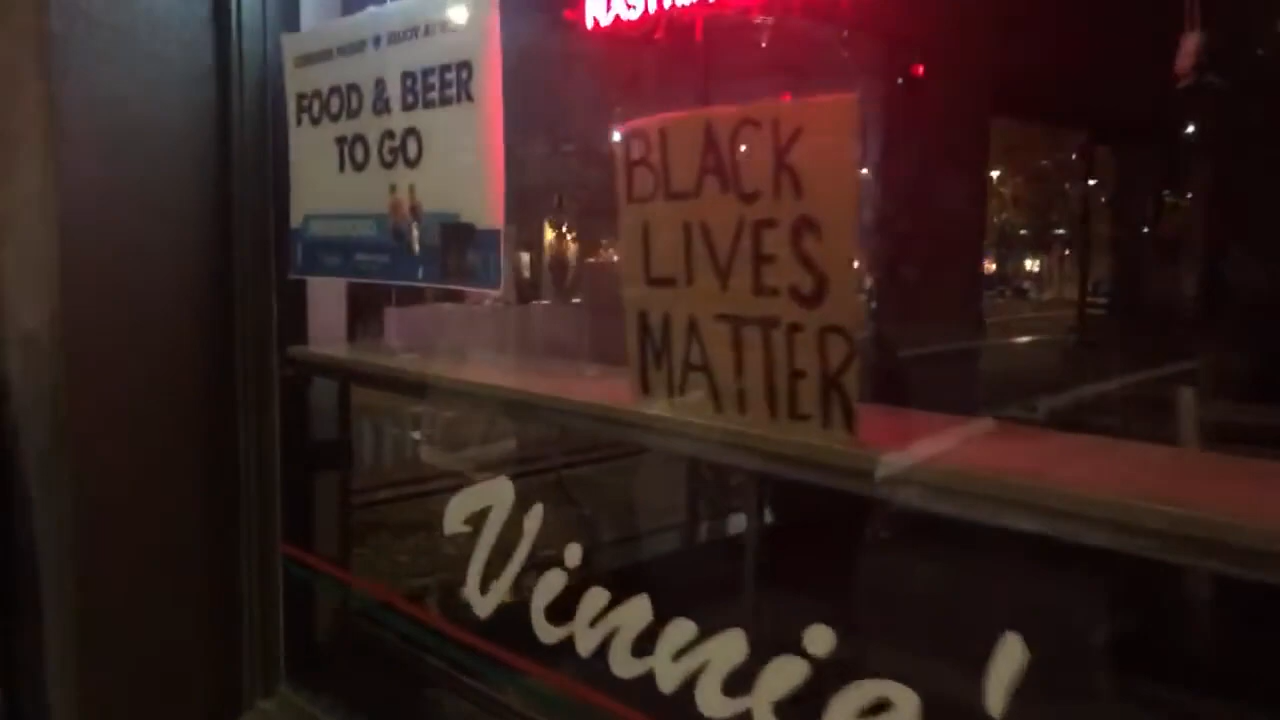 FOOD & BEER
TO GO
BLACK
LIVES
MATTER
Vinnie'